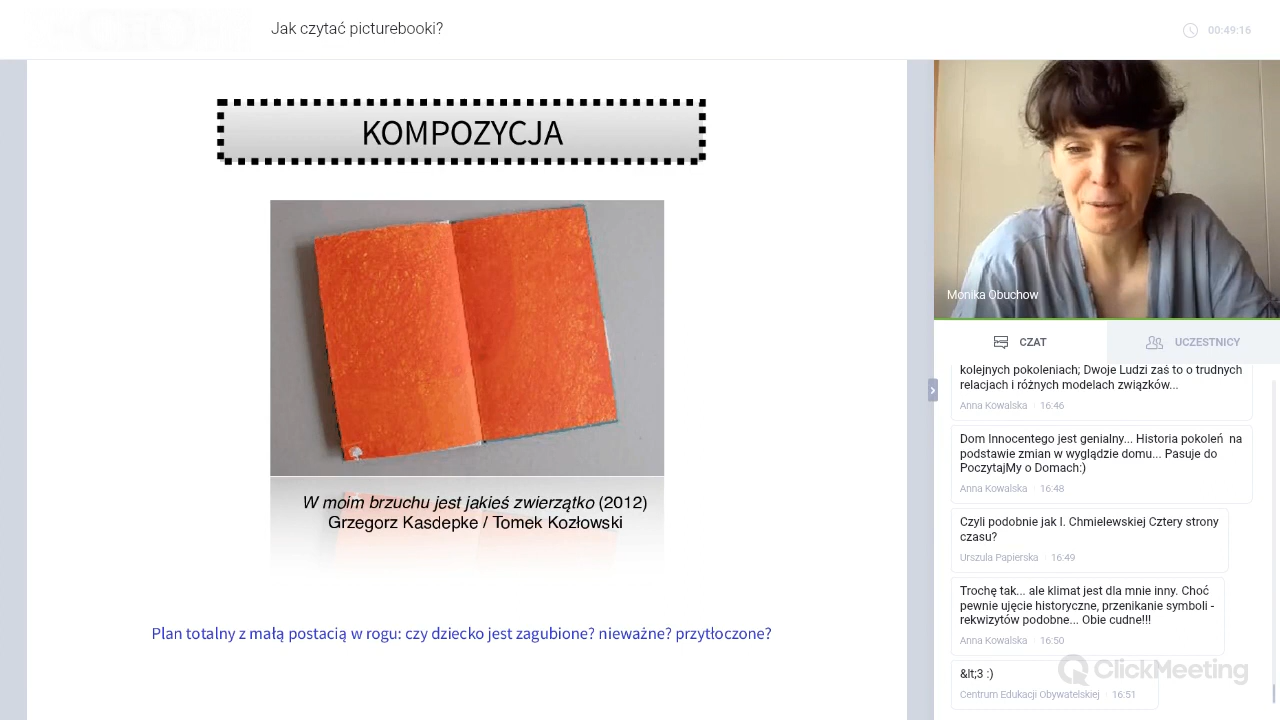 Jak czytać picturebooki?
00:49:16
KOMPOZYCJA
W moim brzuchu jest jakieś zwierzątko (2012)
Grzegorz Kasdepke / Tomek Kozłowski
Plan totalny z małą postacią w rogu: czy dziecko jest zagubione? nieważne? przytłoczone?
Monika Obuchow
CZAT
UCZESTNICY
kolejnych pokoleniach; Dwoje Ludzi zaś to o trudnych
relacjach i różnych modelach związków...
Anna Kowalska · 16:46
Dom Innocentego jest genialny... Historia pokoleń na
podstawie zmian w wyglądzie domu... Pasuje do
PoczytajMy o Domach:)
Anna Kowalska · 16:48
Czyli podobnie jak I. Chmielewskiej Cztery strony
czasu?
Urszula Papierska · 16:49
Trochę tak... ale klimat jest dla mnie inny. Choć
pewnie ujęcie historyczne, przenikanie symboli -
rekwizytów podobne... Obie cudne!!!
Anna Kowalska · 16:50
&lt;3 :)
Centrum Edukacji Obywatelskiej · 16:51
ClickMeeting